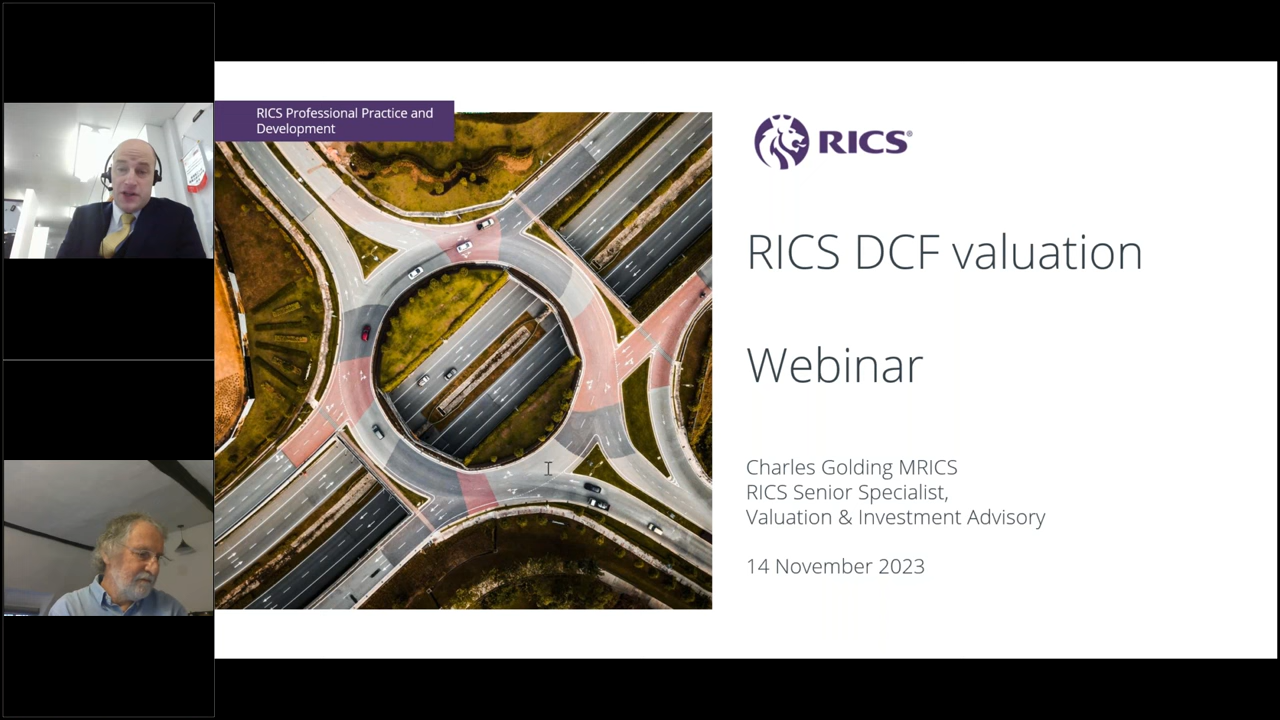 RICS Professional Practice and
Development
RICS®
RICS DCF valuation
Webinar
Charles Golding MRICS
RICS Senior Specialist,
Valuation & Investment Advisory
14 November 2023